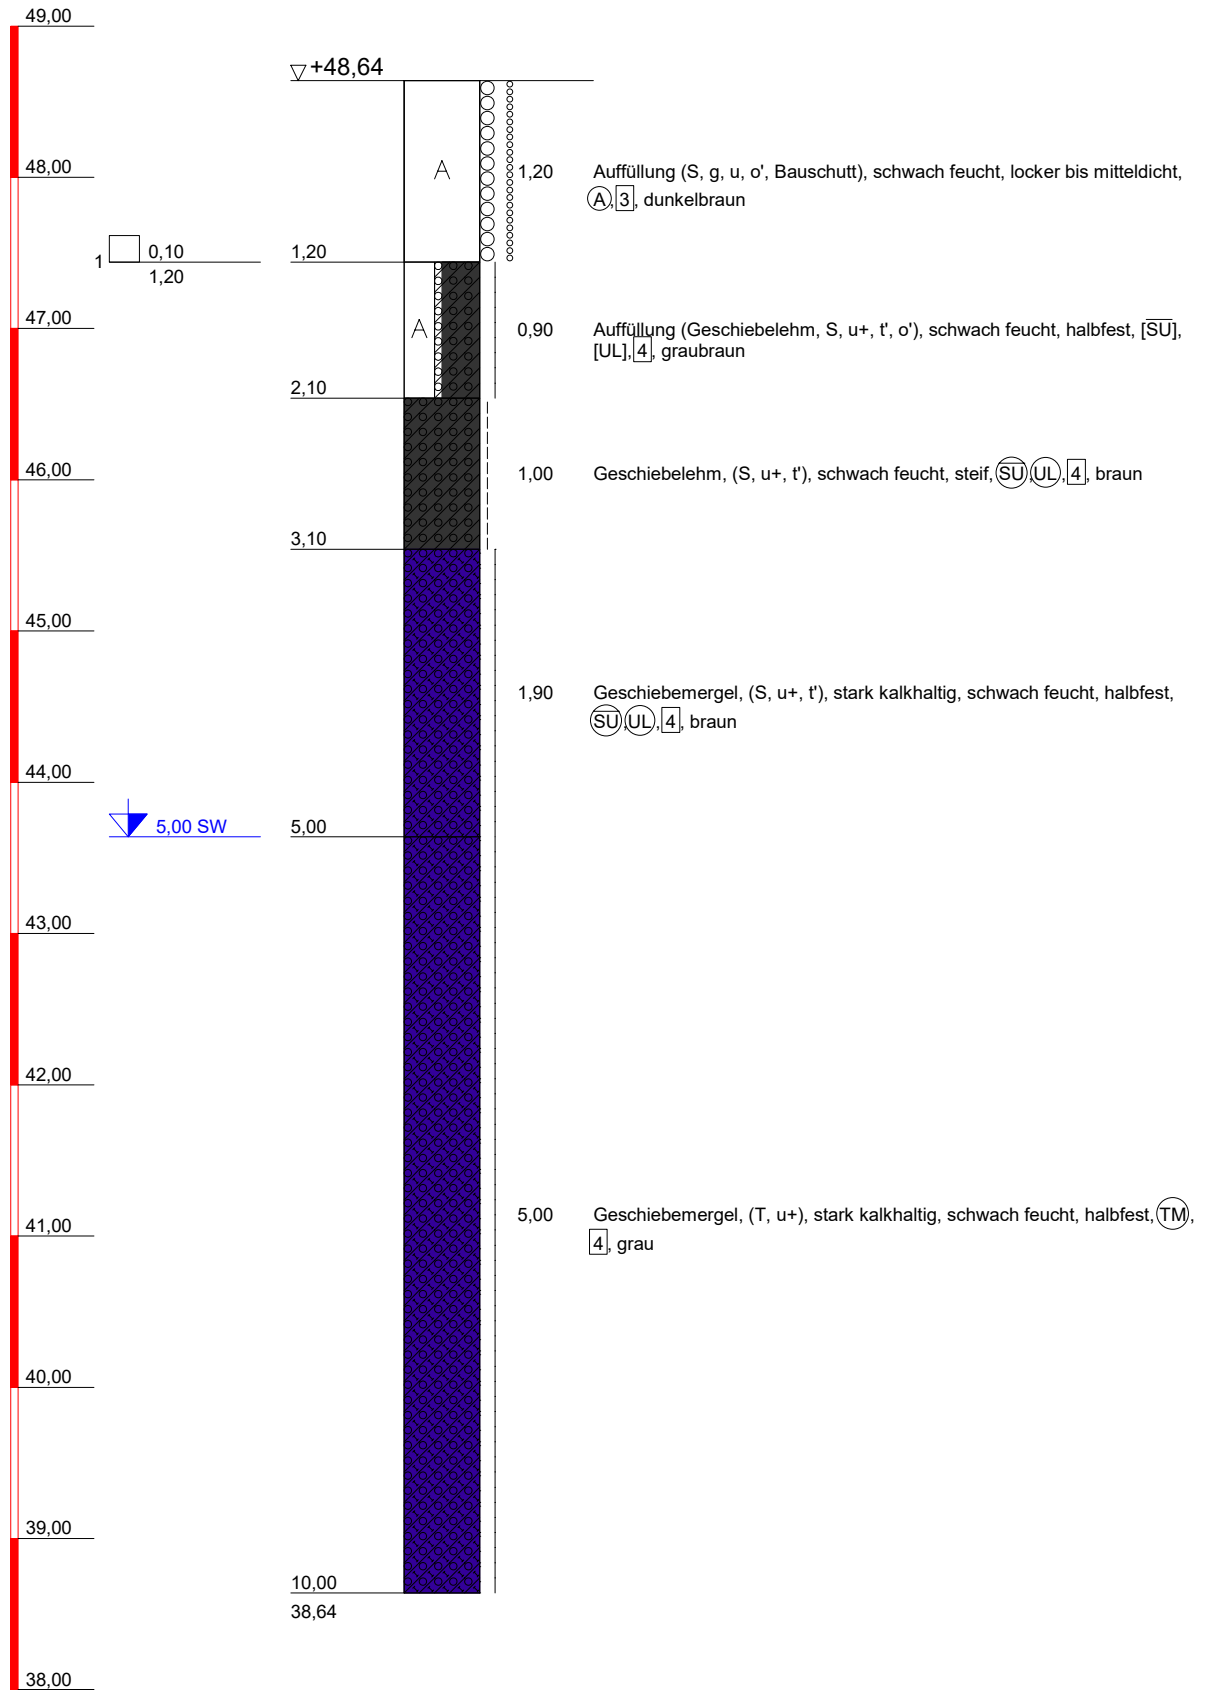 49,00
+48,64
A
1,20 Auffüllung (S, g, u, o', Bauschutt), schwach feucht, locker bis mitteldicht,
48,00
A, 3, dunkelbraun
1 0,10
1,20
1,20
47,00
A
0,90 Auffüllung (Geschiebelehm, S, u+, t', o'), schwach feucht, halbfest, [S̅U̅],
[UL], 4, graubraun
2,10
46,00
1,00 Geschiebelehm, (S, u+, t'), schwach feucht, steif, S̅U̅, UL, 4, braun
3,10
45,00
1,90 Geschiebemergel, (S, u+, t'), stark kalkhaltig, schwach feucht, halbfest,
S̅U̅, UL, 4, braun
44,00
5,00 SW
5,00
43,00
42,00
41,00
5,00 Geschiebemergel, (T, u+), stark kalkhaltig, schwach feucht, halbfest, TM,
4, grau
40,00
39,00
10,00
38,64
38,00